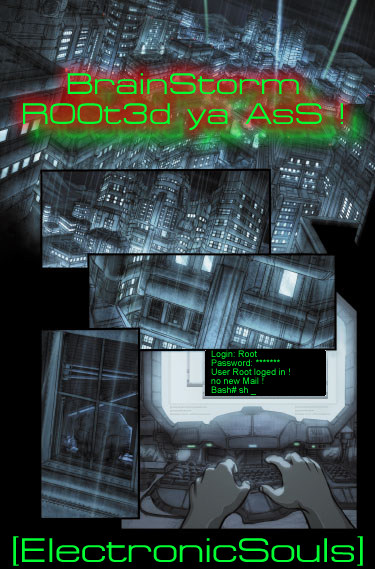 BrainStorm
R00t3d ya AsS !
Login: Root
Password: *******
User Root loged in !
no new Mail !
Bash# sh _
[ElectronicSouls]